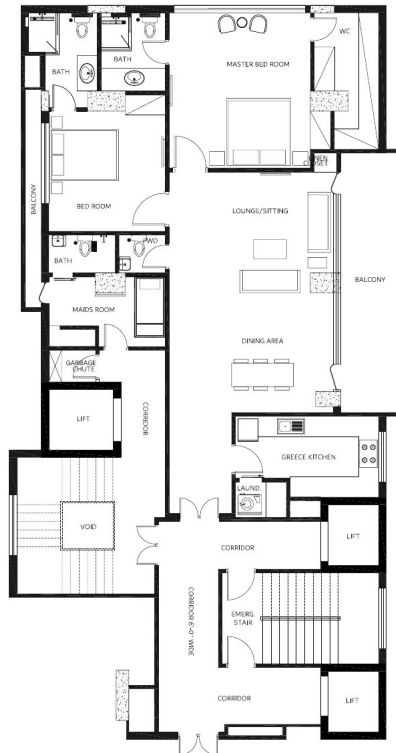 WC
BATH
BATH
MASTER BED ROOM
LINEN
CLOSET
BALCONY
BED ROOM
LOUNGE/SITTING
BATH
PWD
BALCONY
MAIDS ROOM
DINING AREA
GARBAGE
CHUTE
LIFT
CORRIDOR
GREECE KITCHEN
LAUND.
VOID
CORRIDOR
LIFT
CORRIDOR 6'-0" WIDE
EMERG.
STAIR
CORRIDOR
LIFT